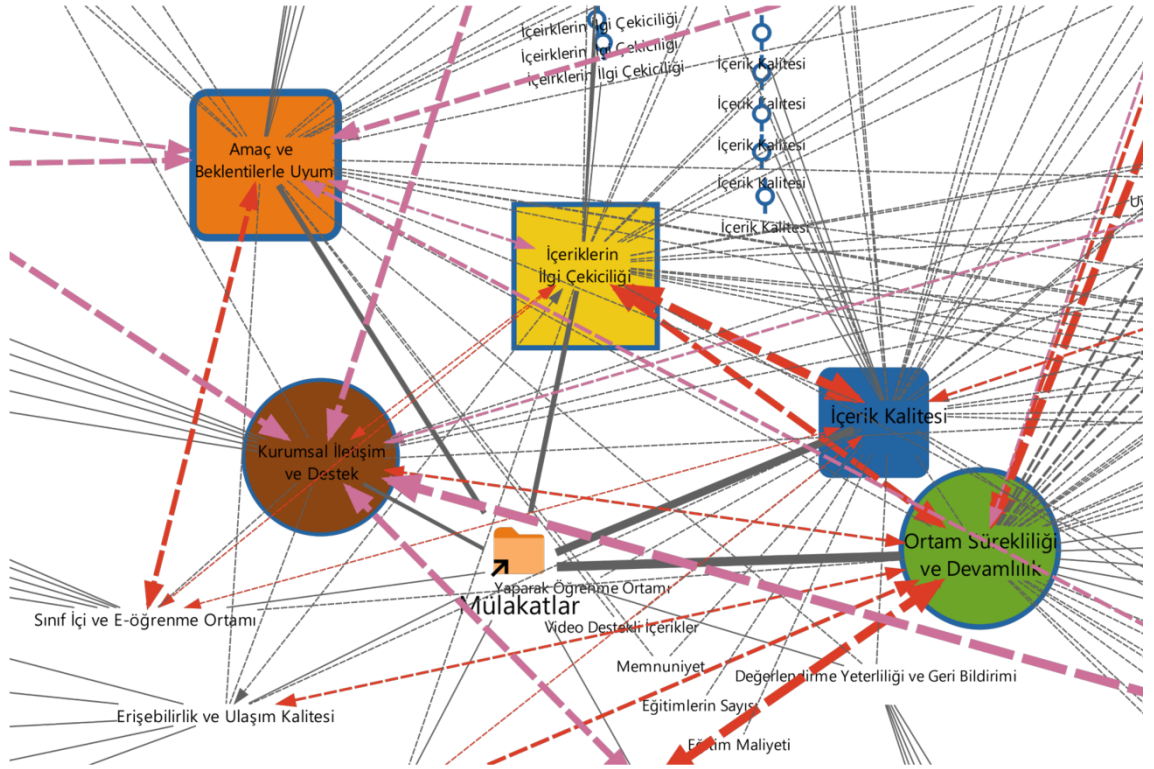 İçeirklerin İlgi Çekiciliği
İçeirklerin İlgi Çekiciliği
İçeirklerin İlgi Çekiciliği
İçerik Kalitesi
İçerik Kalitesi
İçerik Kalitesi
İçerik Kalitesi
İçerik Kalitesi
Amaç ve
Beklentilerle Uyum
İçeriklerin
İlgi Çekiciliği
İçerik Kalitesi
Kurumsal İletişim
ve Destek
Ortam Sürekliliği
ve Devamlılık
Yaparak Öğrenme Ortamı
Mülakatlar
Sınıf İçi ve E-öğrenme Ortamı
Video Destekli İçerikler
Memnuniyet
Değerlendirme Yeterliliği ve Geri Bildirimi
Eğitimlerin Sayısı
Erişebilirlik ve Ulaşım Kalitesi
Eğitim Maliyeti